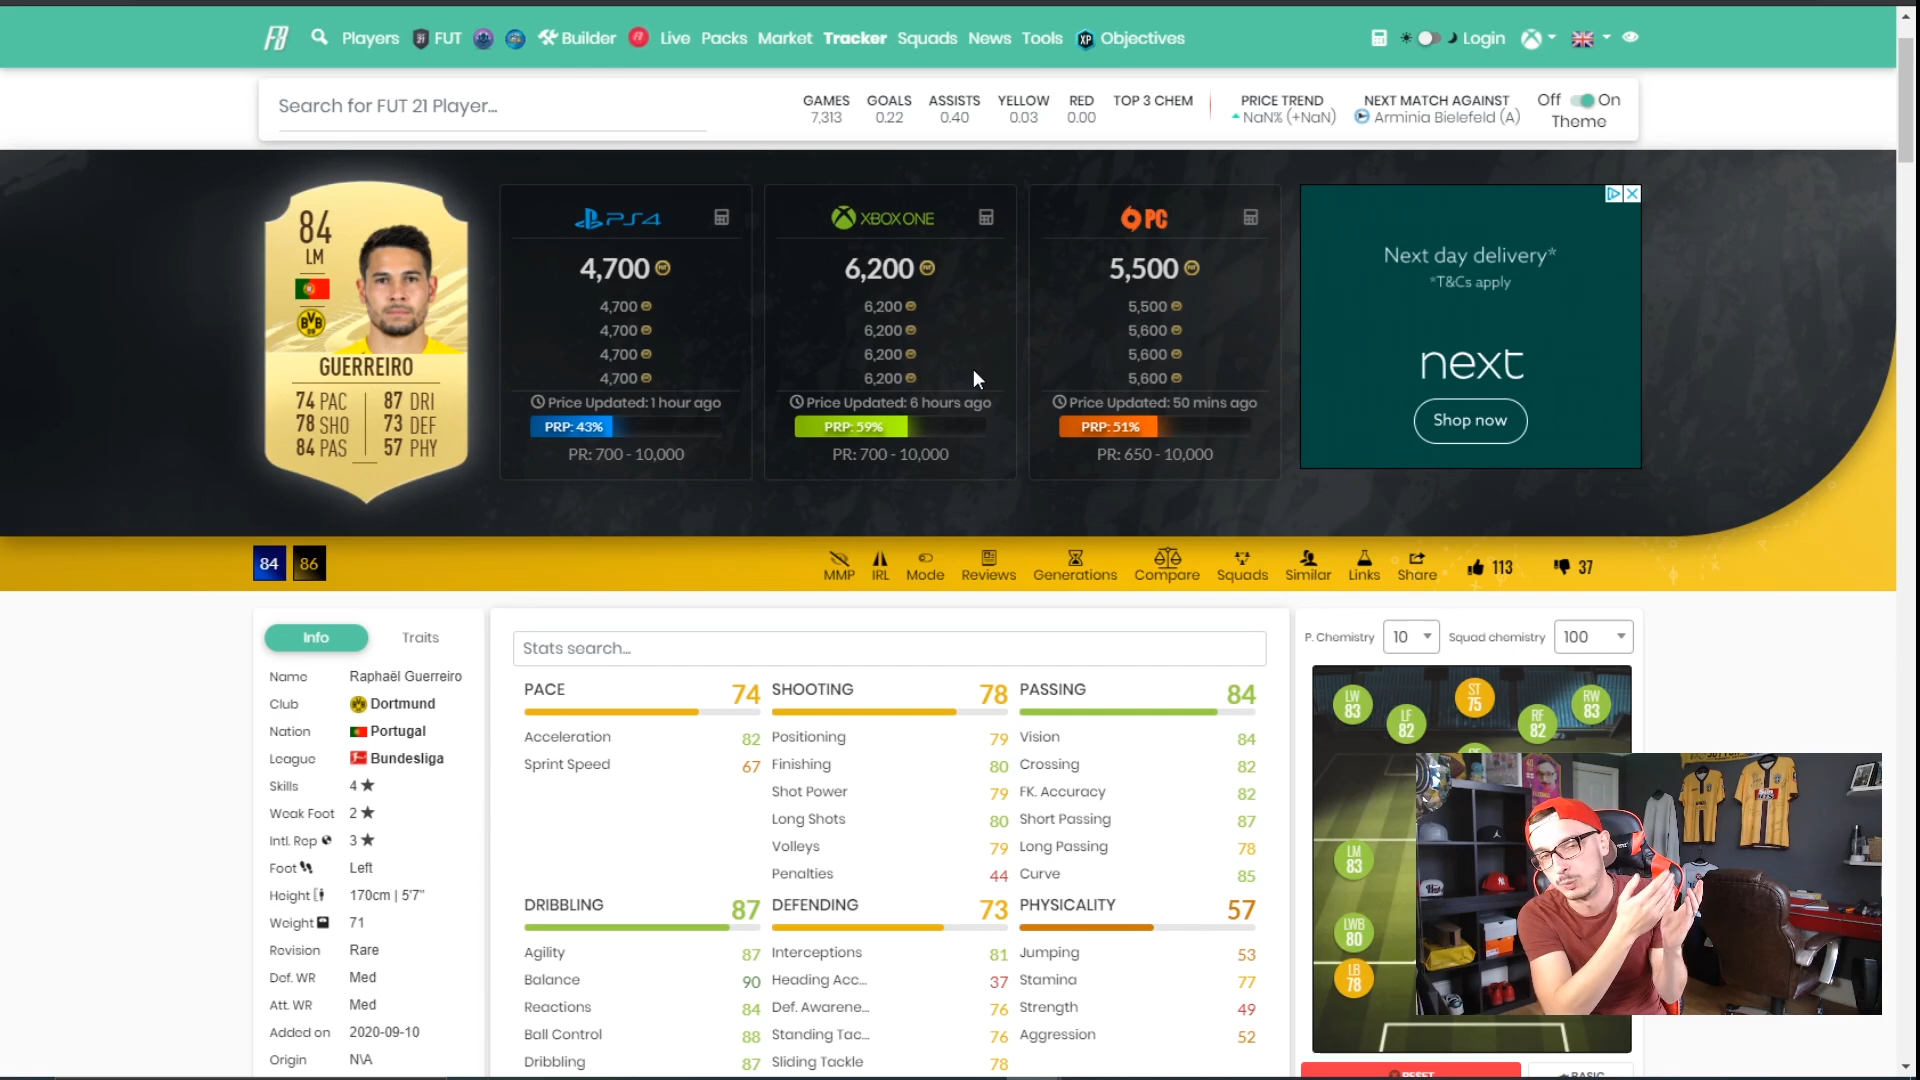 FB Players 21 FUT Builder Live Packs Market Tracker Squads News Tools XP Objectives Login
Search for FUT 21 Player...
GAMES GOALS ASSISTS YELLOW RED TOP 3 CHEM PRICE TREND NEXT MATCH AGAINST Off On
7,313 0.22 0.40 0.03 0.00 NaN% (+NaN) Arminia Bielefeld (A) Theme
84
LM
BVB
09
GUERREIRO
74 PAC 87 DRI
78 SHO 73 DEF
84 PAS 57 PHY
PS4
4,700
4,700
4,700
4,700
4,700
Price Updated: 1 hour ago
PRP: 43%
PR: 700 - 10,000
XBOX ONE
6,200
6,200
6,200
6,200
6,200
Price Updated: 6 hours ago
PRP: 59%
PR: 700 - 10,000
PC
5,500
5,500
5,600
5,600
5,600
Price Updated: 50 mins ago
PRP: 51%
PR: 650 - 10,000
Next day delivery*
*T&Cs apply
next
Shop now
84 86
MMP IRL Mode Reviews Generations Compare Squads Similar Links Share 113 37
Info Traits
Name Raphaël Guerreiro
Club Dortmund
Nation Portugal
League Bundesliga
Skills 4
Weak Foot 2
Intl. Rep 3
Foot Left
Height 170cm | 5'7"
Weight 71
Revision Rare
Def. WR Med
Att. WR Med
Added on 2020-09-10
Origin N\A
Stats search...
PACE 74
Acceleration 82
Sprint Speed 67
SHOOTING 78
Positioning 79
Finishing 80
Shot Power 79
Long Shots 80
Volleys 79
Penalties 44
PASSING 84
Vision 84
Crossing 82
FK. Accuracy 82
Short Passing 87
Long Passing 78
Curve 85
DRIBBLING 87
Agility 87
Balance 90
Reactions 84
Ball Control 88
Dribbling 87
DEFENDING 73
Interceptions 81
Heading Acc... 37
Def. Awarene... 76
Standing Tac... 76
Sliding Tackle 78
PHYSICALITY 57
Jumping 53
Stamina 77
Strength 49
Aggression 52
P. Chemistry 10 Squad chemistry 100
LW
83
LF
82
ST
75
RF
82
RW
83
LM
83
LWB
80
LB
78
RESET BASIC